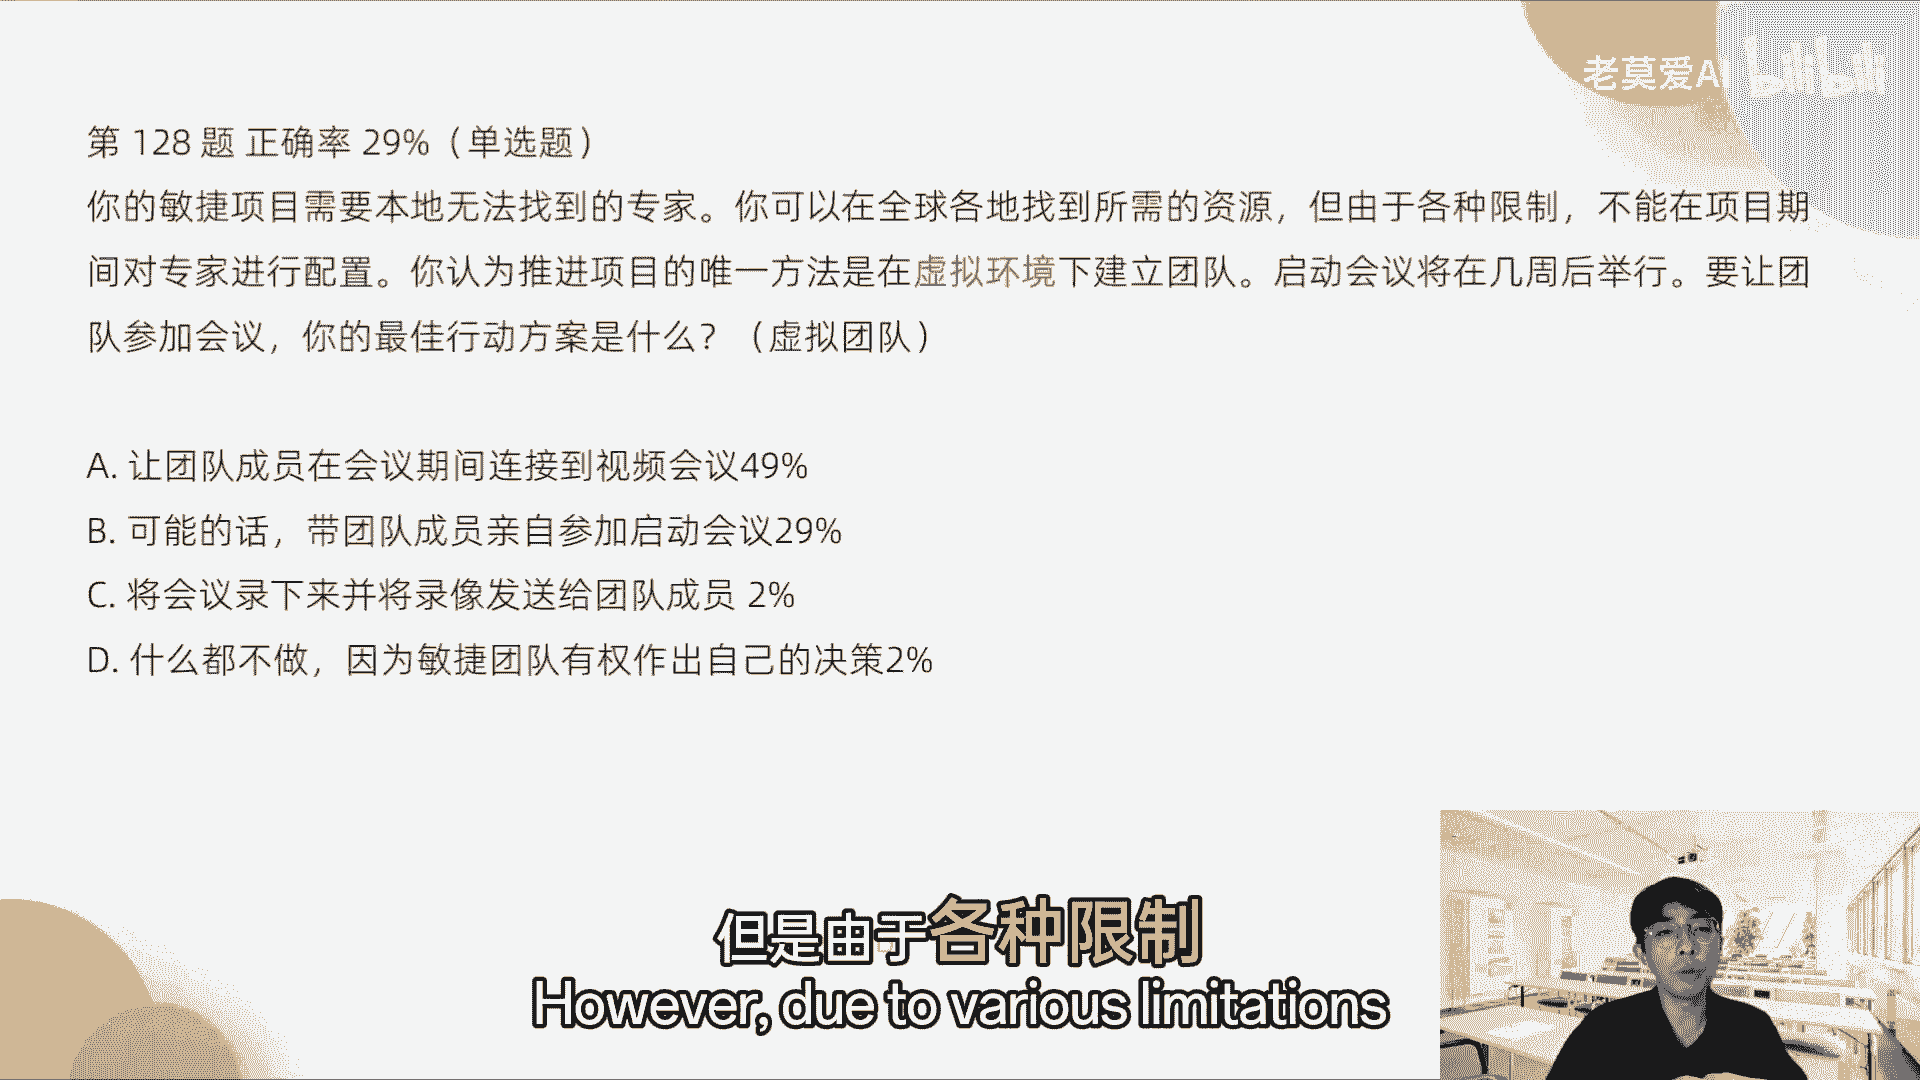 老莫爱A bilibili
第 128 题 正确率 29%（单选题）
你的敏捷项目需要本地无法找到的专家。你可以在全球各地找到所需的资源，但由于各种限制，不能在项目期
间对专家进行配置。你认为推进项目的唯一方法是在虚拟环境下建立团队。启动会议将在几周后举行。要让团
队参加会议，你的最佳行动方案是什么？（虚拟团队）
A. 让团队成员在会议期间连接到视频会议49%
B. 可能的话，带团队成员亲自参加启动会议29%
C. 将会议录下来并将录像发送给团队成员 2%
D. 什么都不做，因为敏捷团队有权作出自己的决策2%
但是由于各种限制
However, due to various limitations